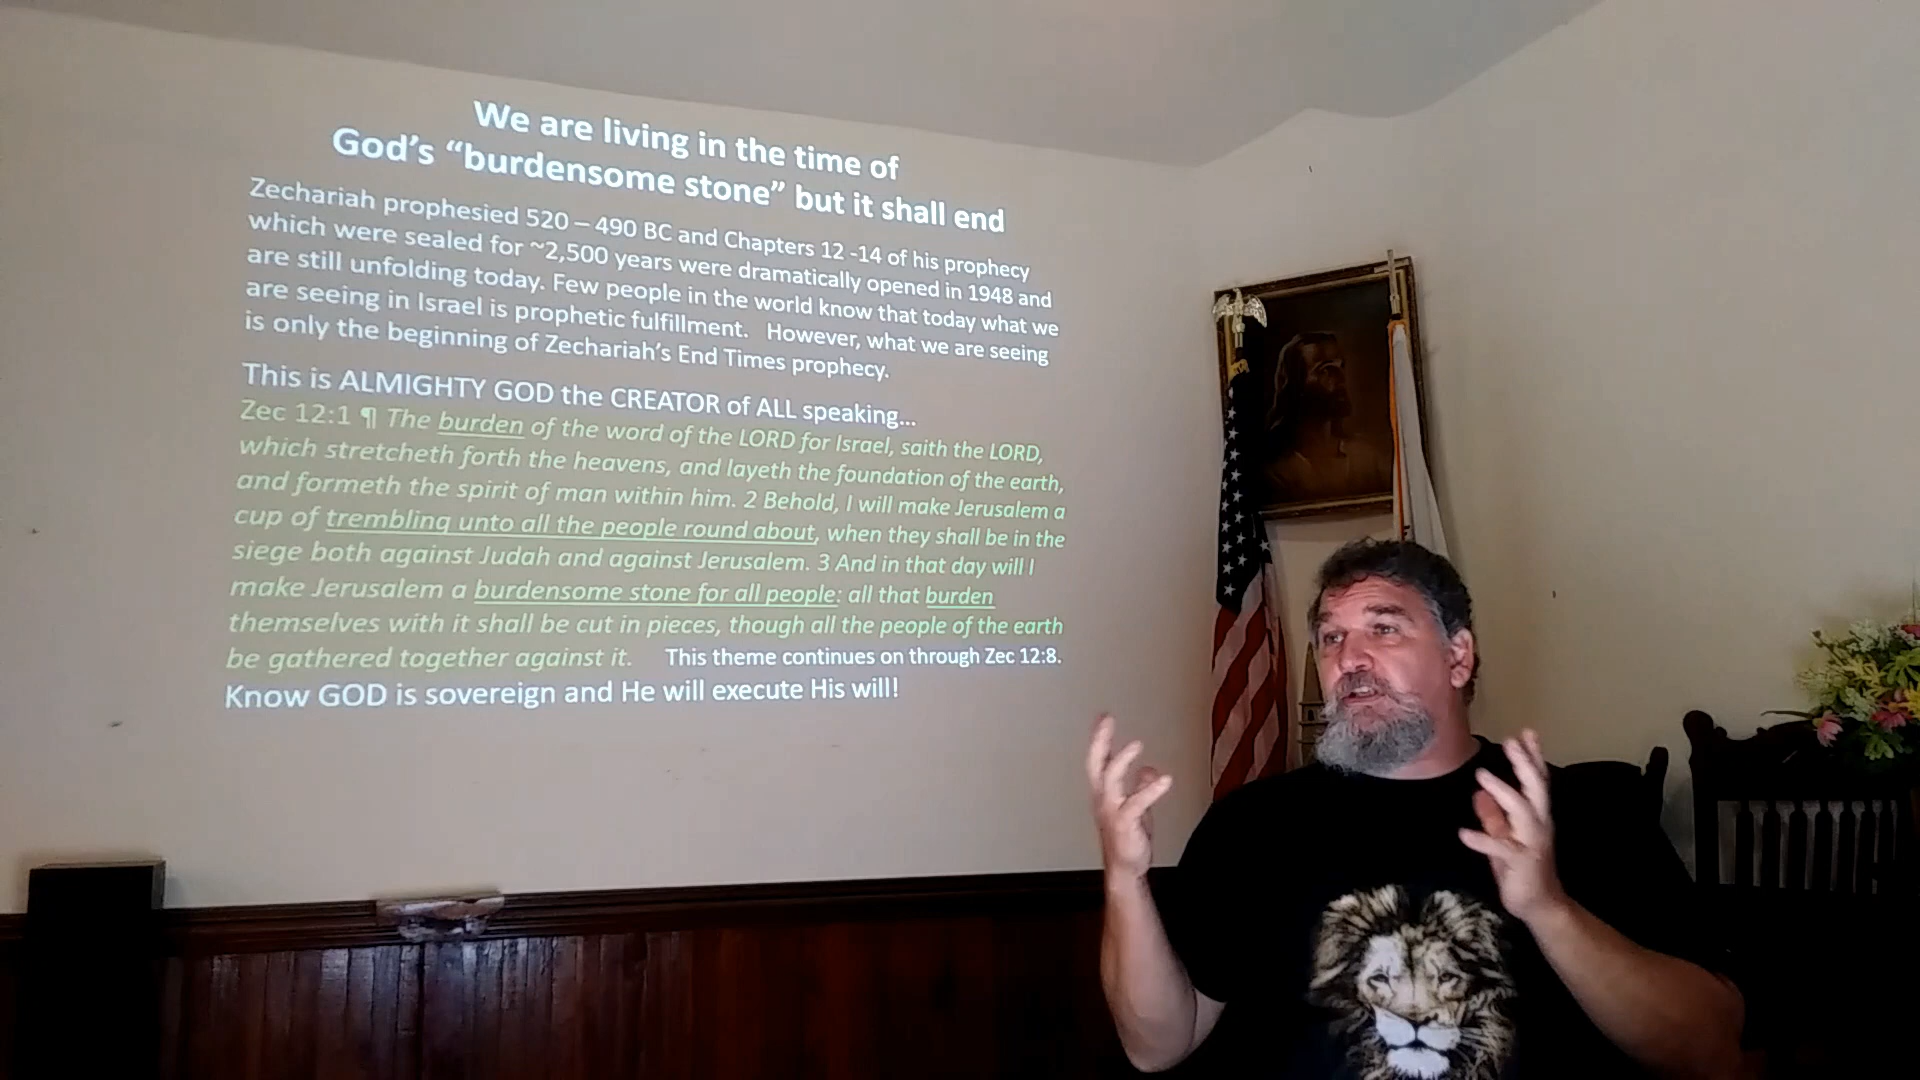 We are living in the time of
God's “burdensome stone” but it shall end
Zechariah prophesied 520 – 490 BC and Chapters 12 -14 of his prophecy
which were sealed for ~2,500 years were dramatically opened in 1948 and
are still unfolding today. Few people in the world know that today what we
are seeing in Israel is prophetic fulfillment.   However, what we are seeing
is only the beginning of Zechariah's End Times prophecy.
This is ALMIGHTY GOD the CREATOR of ALL speaking...
Zec 12:1 ¶ The burden of the word of the LORD for Israel, saith the LORD,
which stretcheth forth the heavens, and layeth the foundation of the earth,
and formeth the spirit of man within him. 2 Behold, I will make Jerusalem a
cup of trembling unto all the people round about, when they shall be in the
siege both against Judah and against Jerusalem. 3 And in that day will I
make Jerusalem a burdensome stone for all people: all that burden
themselves with it shall be cut in pieces, though all the people of the earth
be gathered together against it.   This theme continues on through Zec 12:8.
Know GOD is sovereign and He will execute His will!